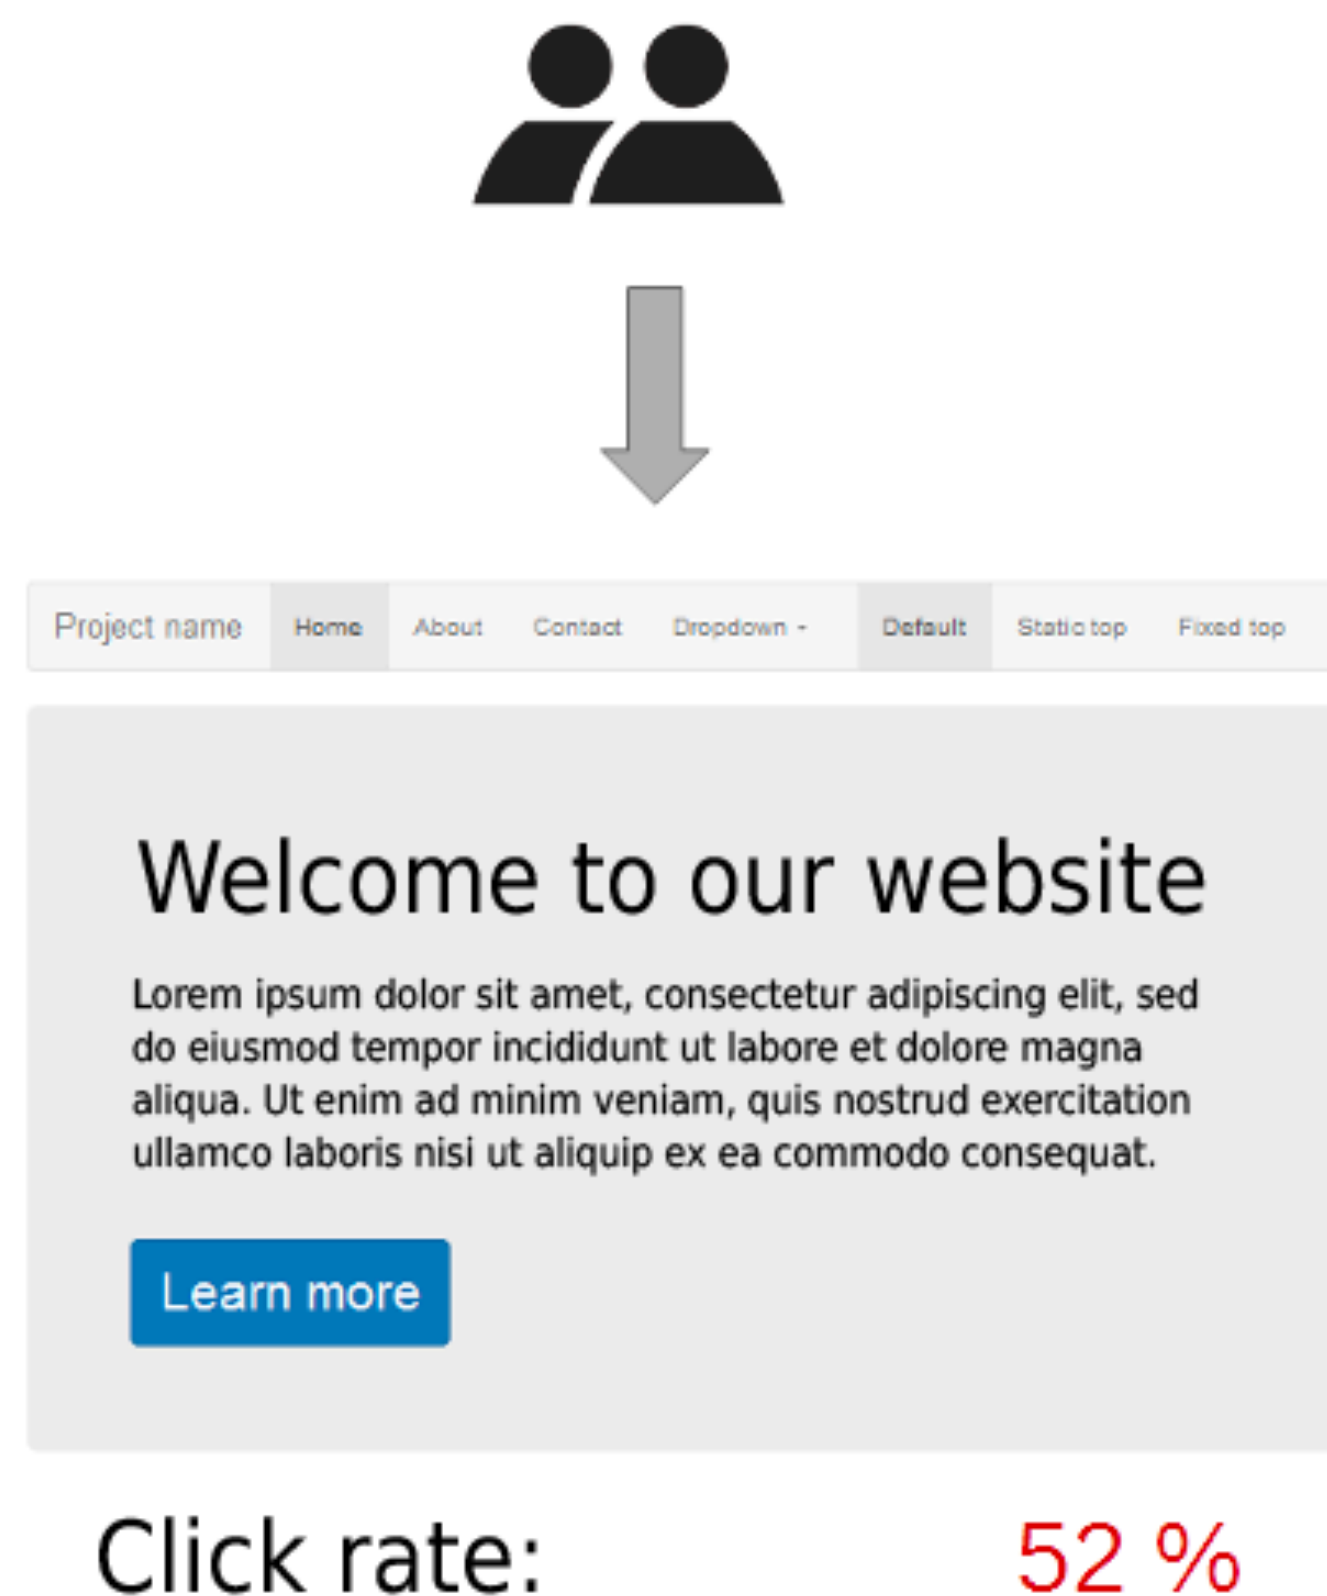 Project name Home About Contact Dropdown Default Static top Fixed top
Welcome to our website
Lorem ipsum dolor sit amet, consectetur adipiscing elit, sed
do eiusmod tempor incididunt ut labore et dolore magna
aliqua. Ut enim ad minim veniam, quis nostrud exercitation
ullamco laboris nisi ut aliquip ex ea commodo consequat.
Learn more
Click rate: 52 %